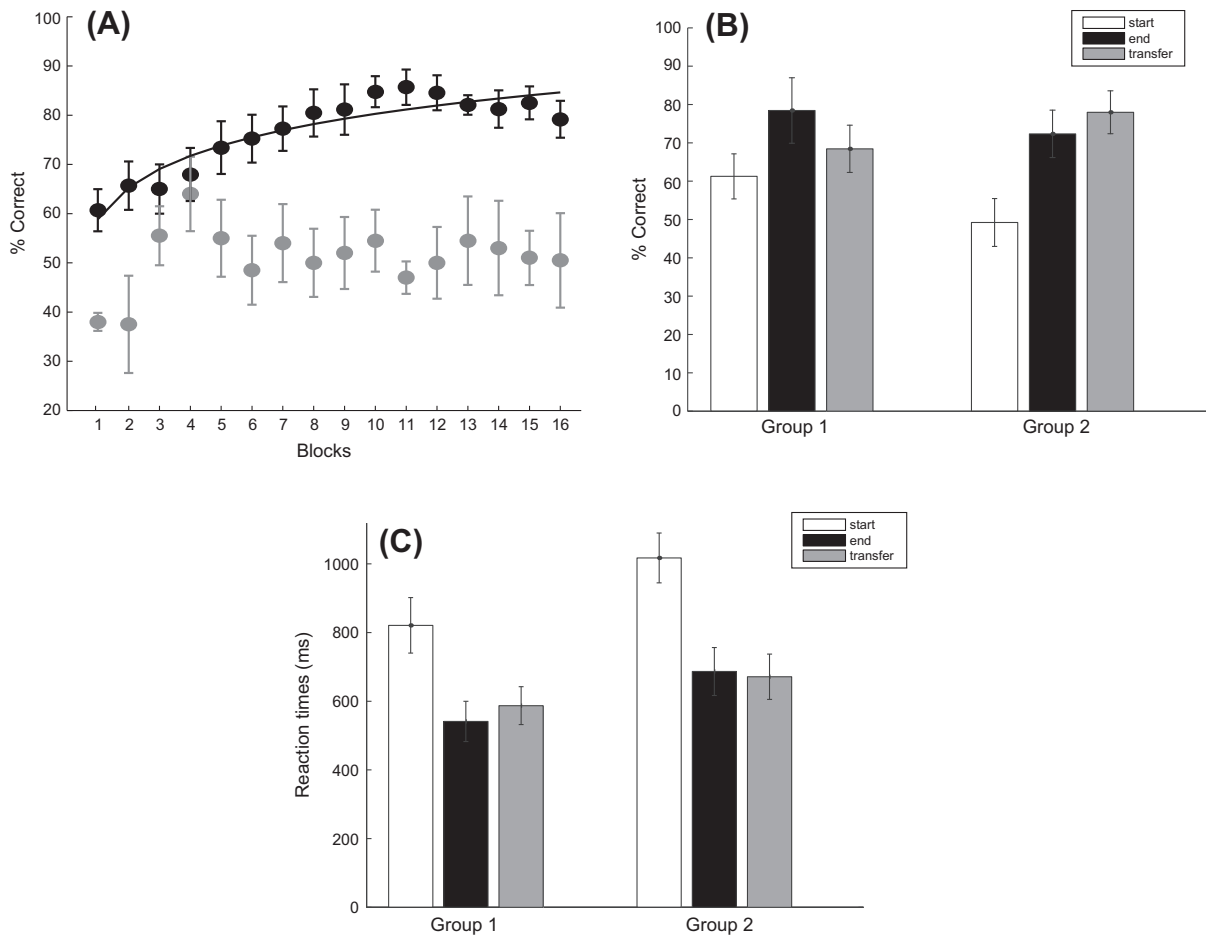 (A)
100
90
80
70
60
50
40
30
20
% Correct
1 2 3 4 5 6 7 8 9 10 11 12 13 14 15 16
Blocks
(B)
start
end
transfer
100
90
80
70
60
50
40
30
20
10
0
% Correct
Group 1 Group 2
(C)
start
end
transfer
1000
800
600
400
200
0
Reaction times (ms)
Group 1 Group 2